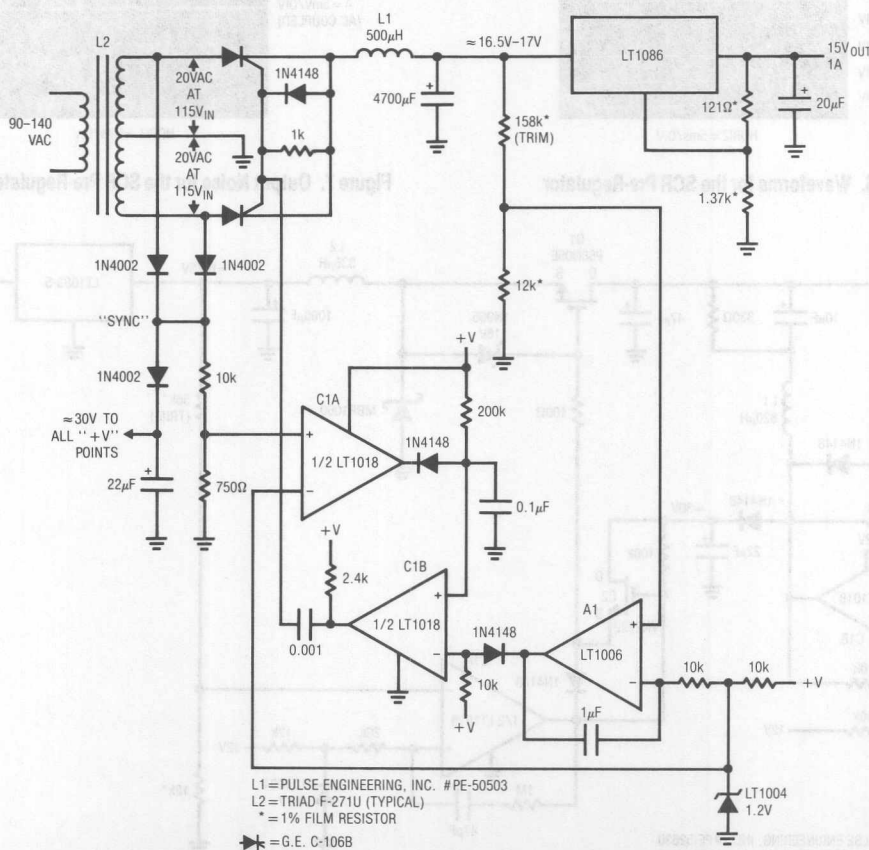 L1
500µH
≈16.5V–17V
LT1086
15V OUT
1A
L2
90–140
VAC
20VAC
AT
115VIN
20VAC
AT
115VIN
1N4148
1k
4700µF
158k*
(TRIM)
121Ω*
20µF
1.37k*
12k*
1N4002
1N4002
"SYNC"
1N4002
10k
≈30V TO
ALL "+V"
POINTS
22µF
750Ω
C1A
1/2 LT1018
+
–
+V
200k
1N4148
0.1µF
+V
2.4k
0.001
C1B
1/2 LT1018
+
–
1N4148
10k
+V
A1
LT1006
+
–
1µF
10k
10k
+V
LT1004
1.2V
L1=PULSE ENGINEERING, INC. #PE-50503
L2=TRIAD F-271U (TYPICAL)
*=1% FILM RESISTOR
=G.E. C-106B